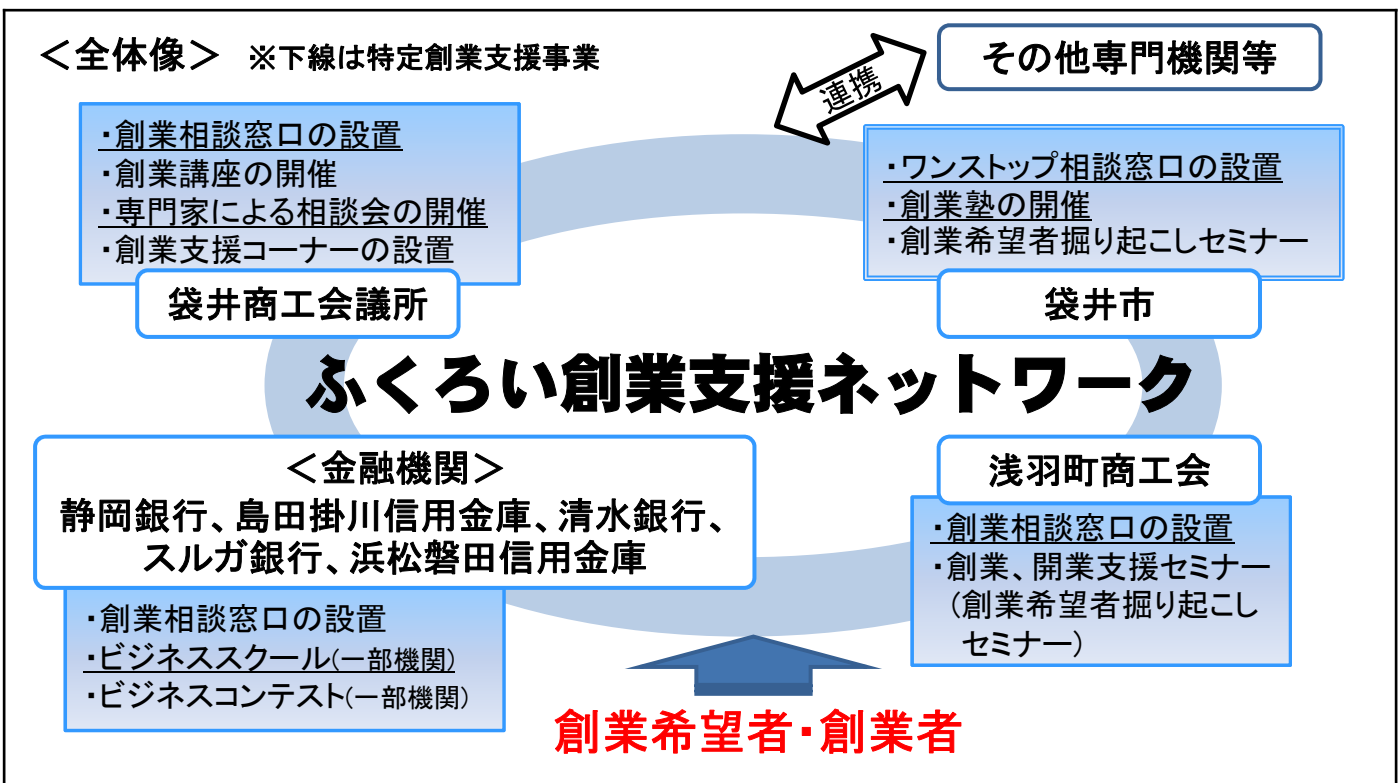 ＜全体像＞ ※下線は特定創業支援事業
その他専門機関等
連携
・創業相談窓口の設置
・創業講座の開催
・専門家による相談会の開催
・創業支援コーナーの設置
袋井商工会議所
・ワンストップ相談窓口の設置
・創業塾の開催
・創業希望者掘り起こしセミナー
袋井市
ふくろい創業支援ネットワーク
＜金融機関＞
静岡銀行、島田掛川信用金庫、清水銀行、
スルガ銀行、浜松磐田信用金庫
・創業相談窓口の設置
・ビジネススクール(一部機関)
・ビジネスコンテスト(一部機関)
浅羽町商工会
・創業相談窓口の設置
・創業、開業支援セミナー
(創業希望者掘り起こし
セミナー)
創業希望者・創業者